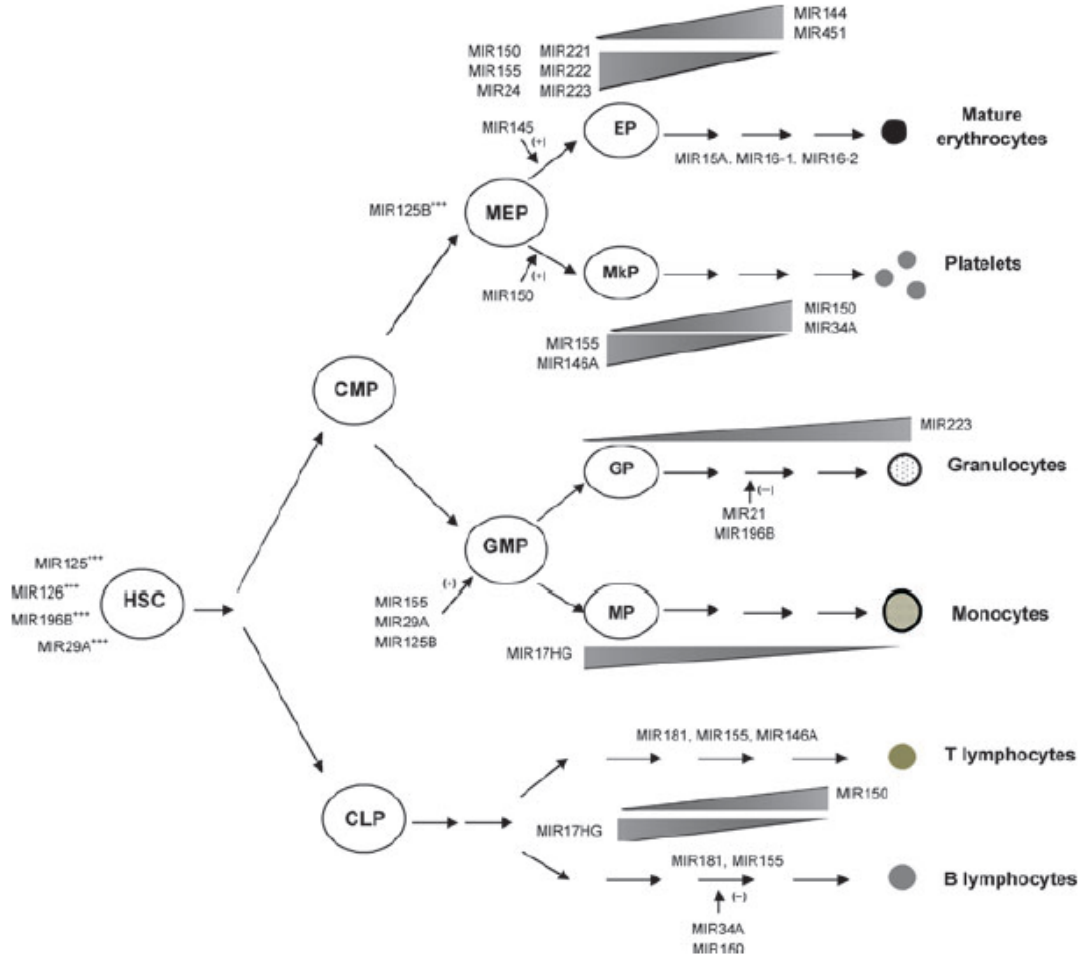 MIR144
MIR451
MIR150 MIR221
MIR155 MIR222
MIR24 MIR223
MIR145
(+)
EP
Mature
erythrocytes
MIR15A, MIR16-1, MIR16-2
MIR125B+++
MEP
MIR150
(+)
MkP
Platelets
MIR150
MIR34A
MIR155
MIR146A
CMP
MIR223
GP
Granulocytes
(−)
MIR21
MIR196B
GMP
(-)
MIR155
MIR29A
MIR125B
MP
Monocytes
MIR17HG
MIR125+++
MIR126+++
MIR196B+++
MIR29A+++
HSC
MIR181, MIR155, MIR146A
T lymphocytes
MIR150
CLP
MIR17HG
MIR181, MIR155
B lymphocytes
(−)
MIR34A
MIR150